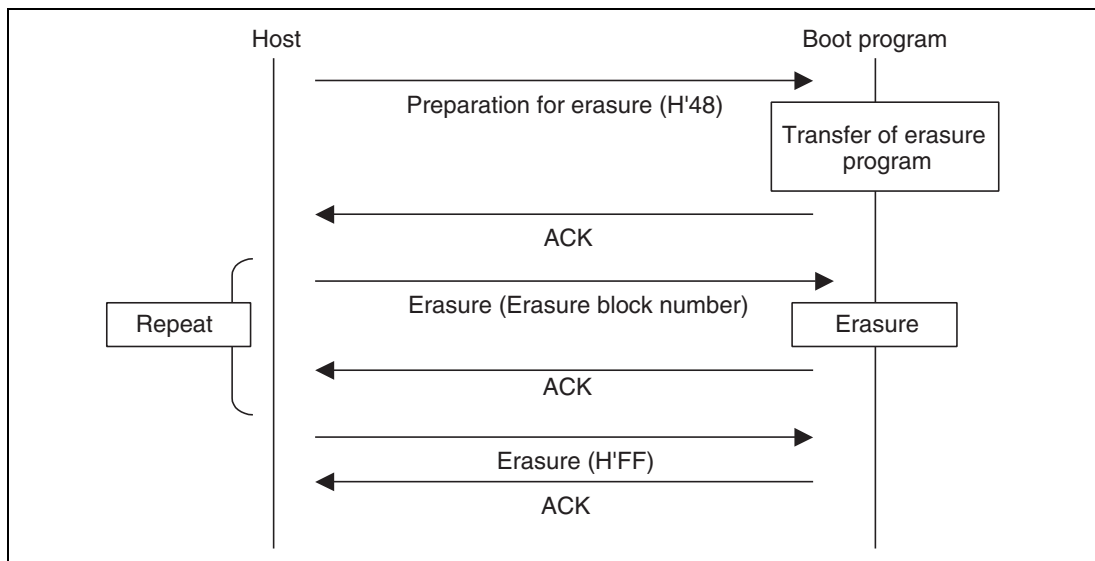 Host
Boot program
Preparation for erasure (H'48)
Transfer of erasure
program
ACK
Erasure (Erasure block number)
Repeat
Erasure
ACK
Erasure (H'FF)
ACK